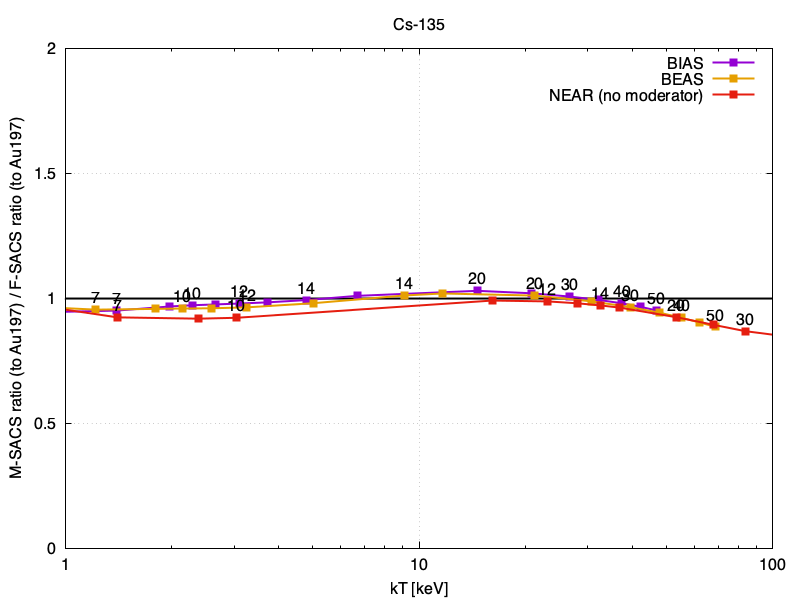 Cs-135
M-SACS ratio (to Au197) / F-SACS ratio (to Au197)
2
1.5
1
0.5
0
BIAS
BEAS
NEAR (no moderator)
7 7 10 10 12 12 14 14 20 20 12 30 14 40 30 50 20 40 50 30
7 10
1 10 100
kT [keV]